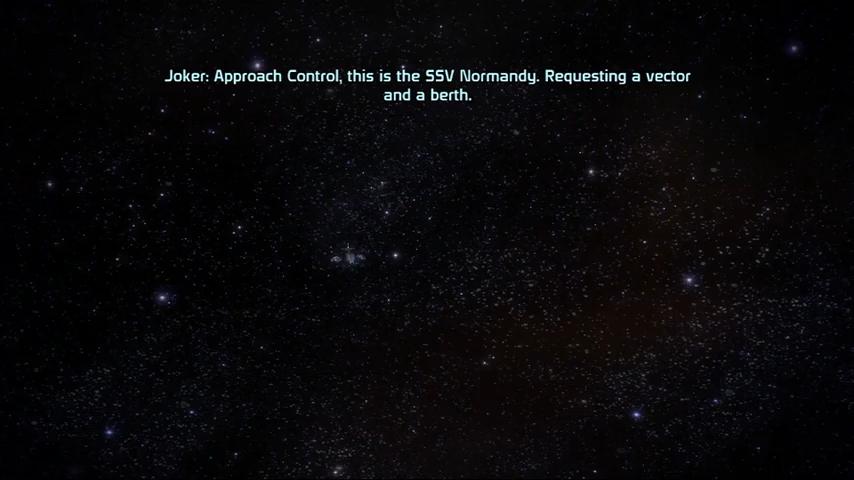 Joker: Approach Control, this is the SSV Normandy. Requesting a vector
and a berth.